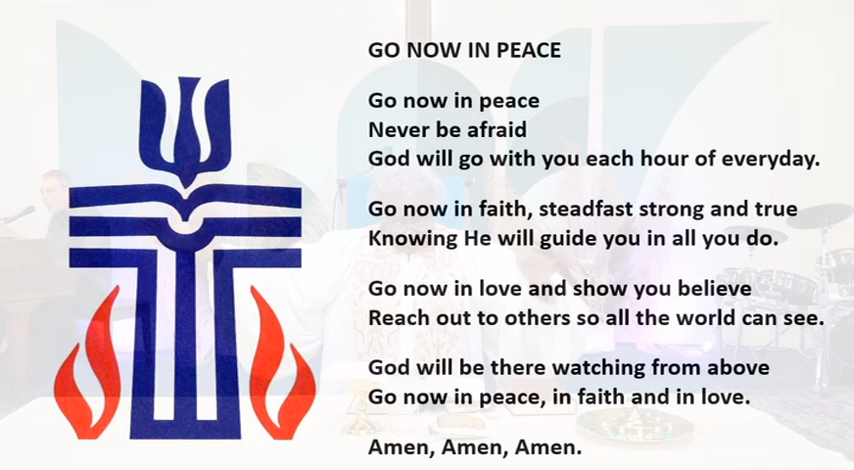 GO NOW IN PEACE
Go now in peace
Never be afraid
God will go with you each hour of everyday.
Go now in faith, steadfast strong and true
Knowing He will guide you in all you do.
Go now in love and show you believe
Reach out to others so all the world can see.
God will be there watching from above
Go now in peace, in faith and in love.
Amen, Amen, Amen.